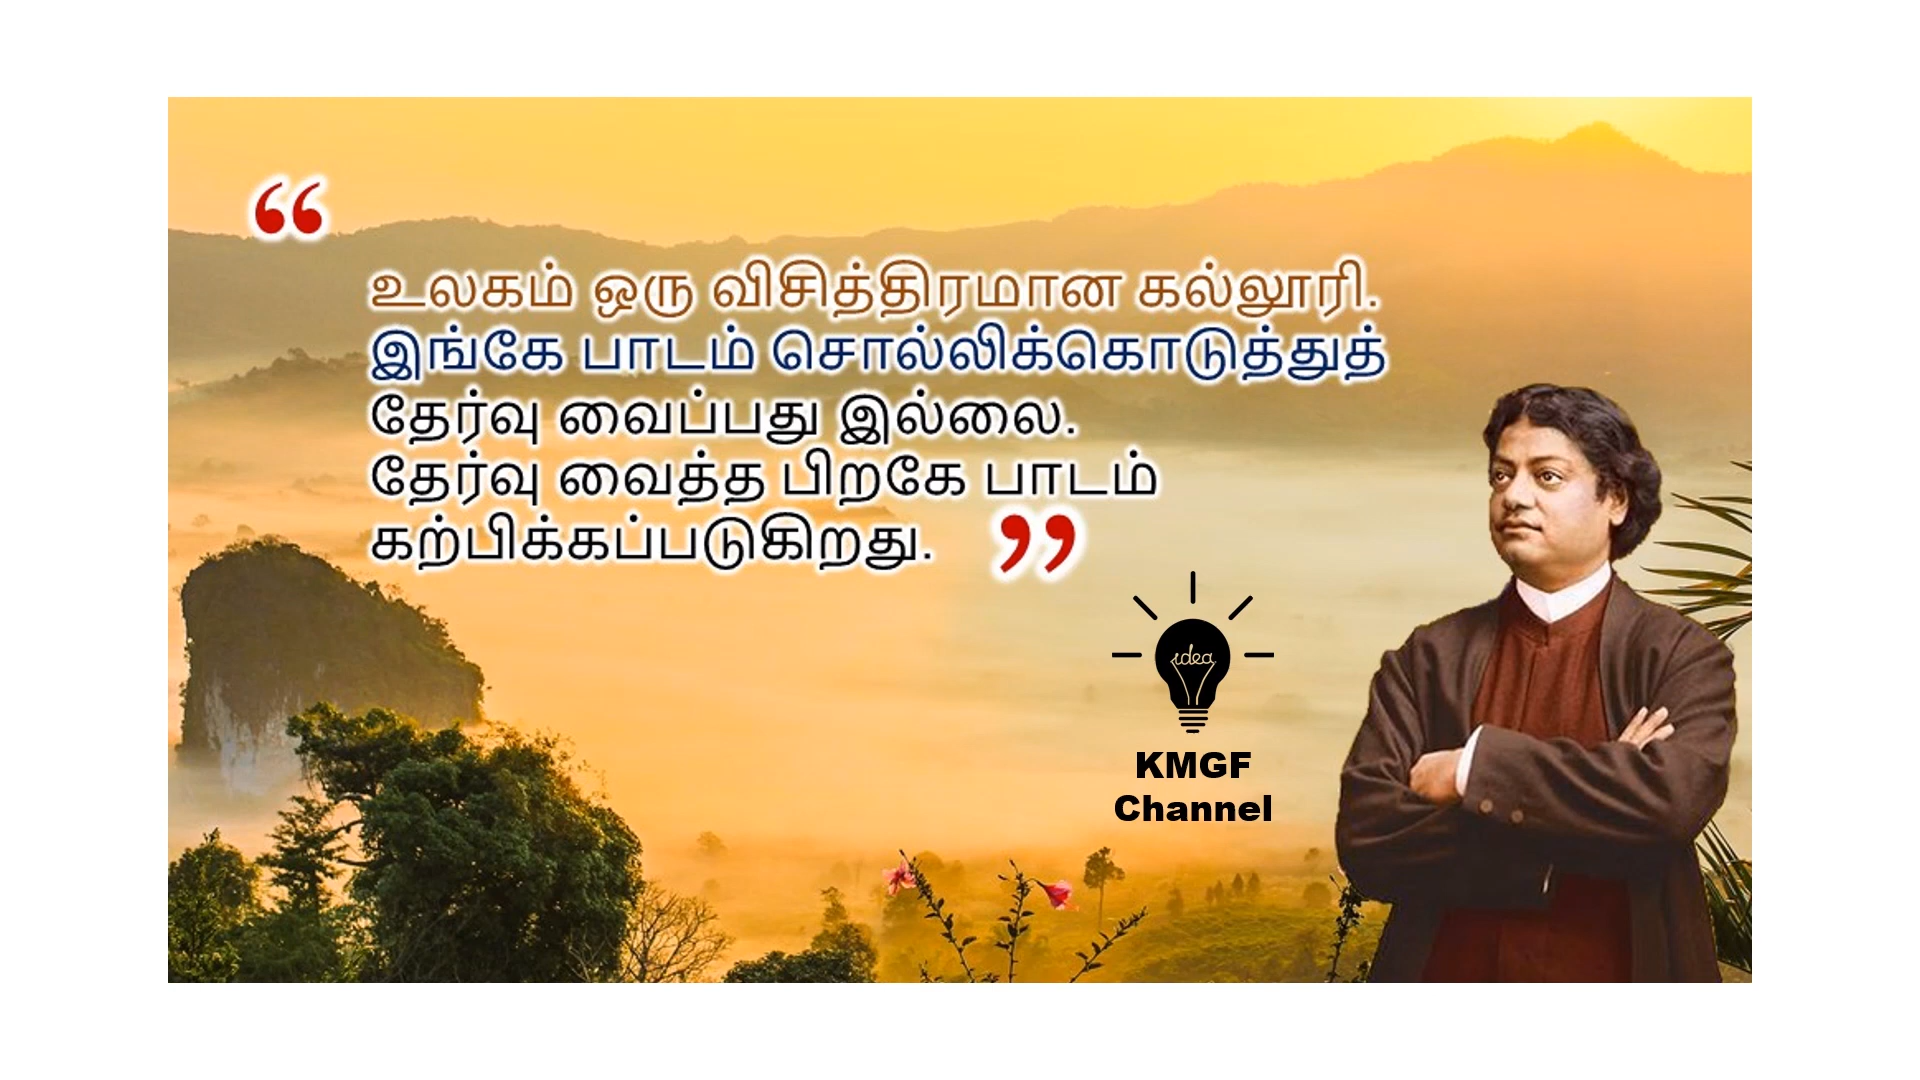 “
உலகம் ஒரு விசித்திரமான கல்லூரி.
இங்கே பாடம் சொல்லிக்கொடுத்துத்
தேர்வு வைப்பது இல்லை.
தேர்வு வைத்த பிறகே பாடம்
கற்பிக்கப்படுகிறது. ”
idea
KMGF
Channel